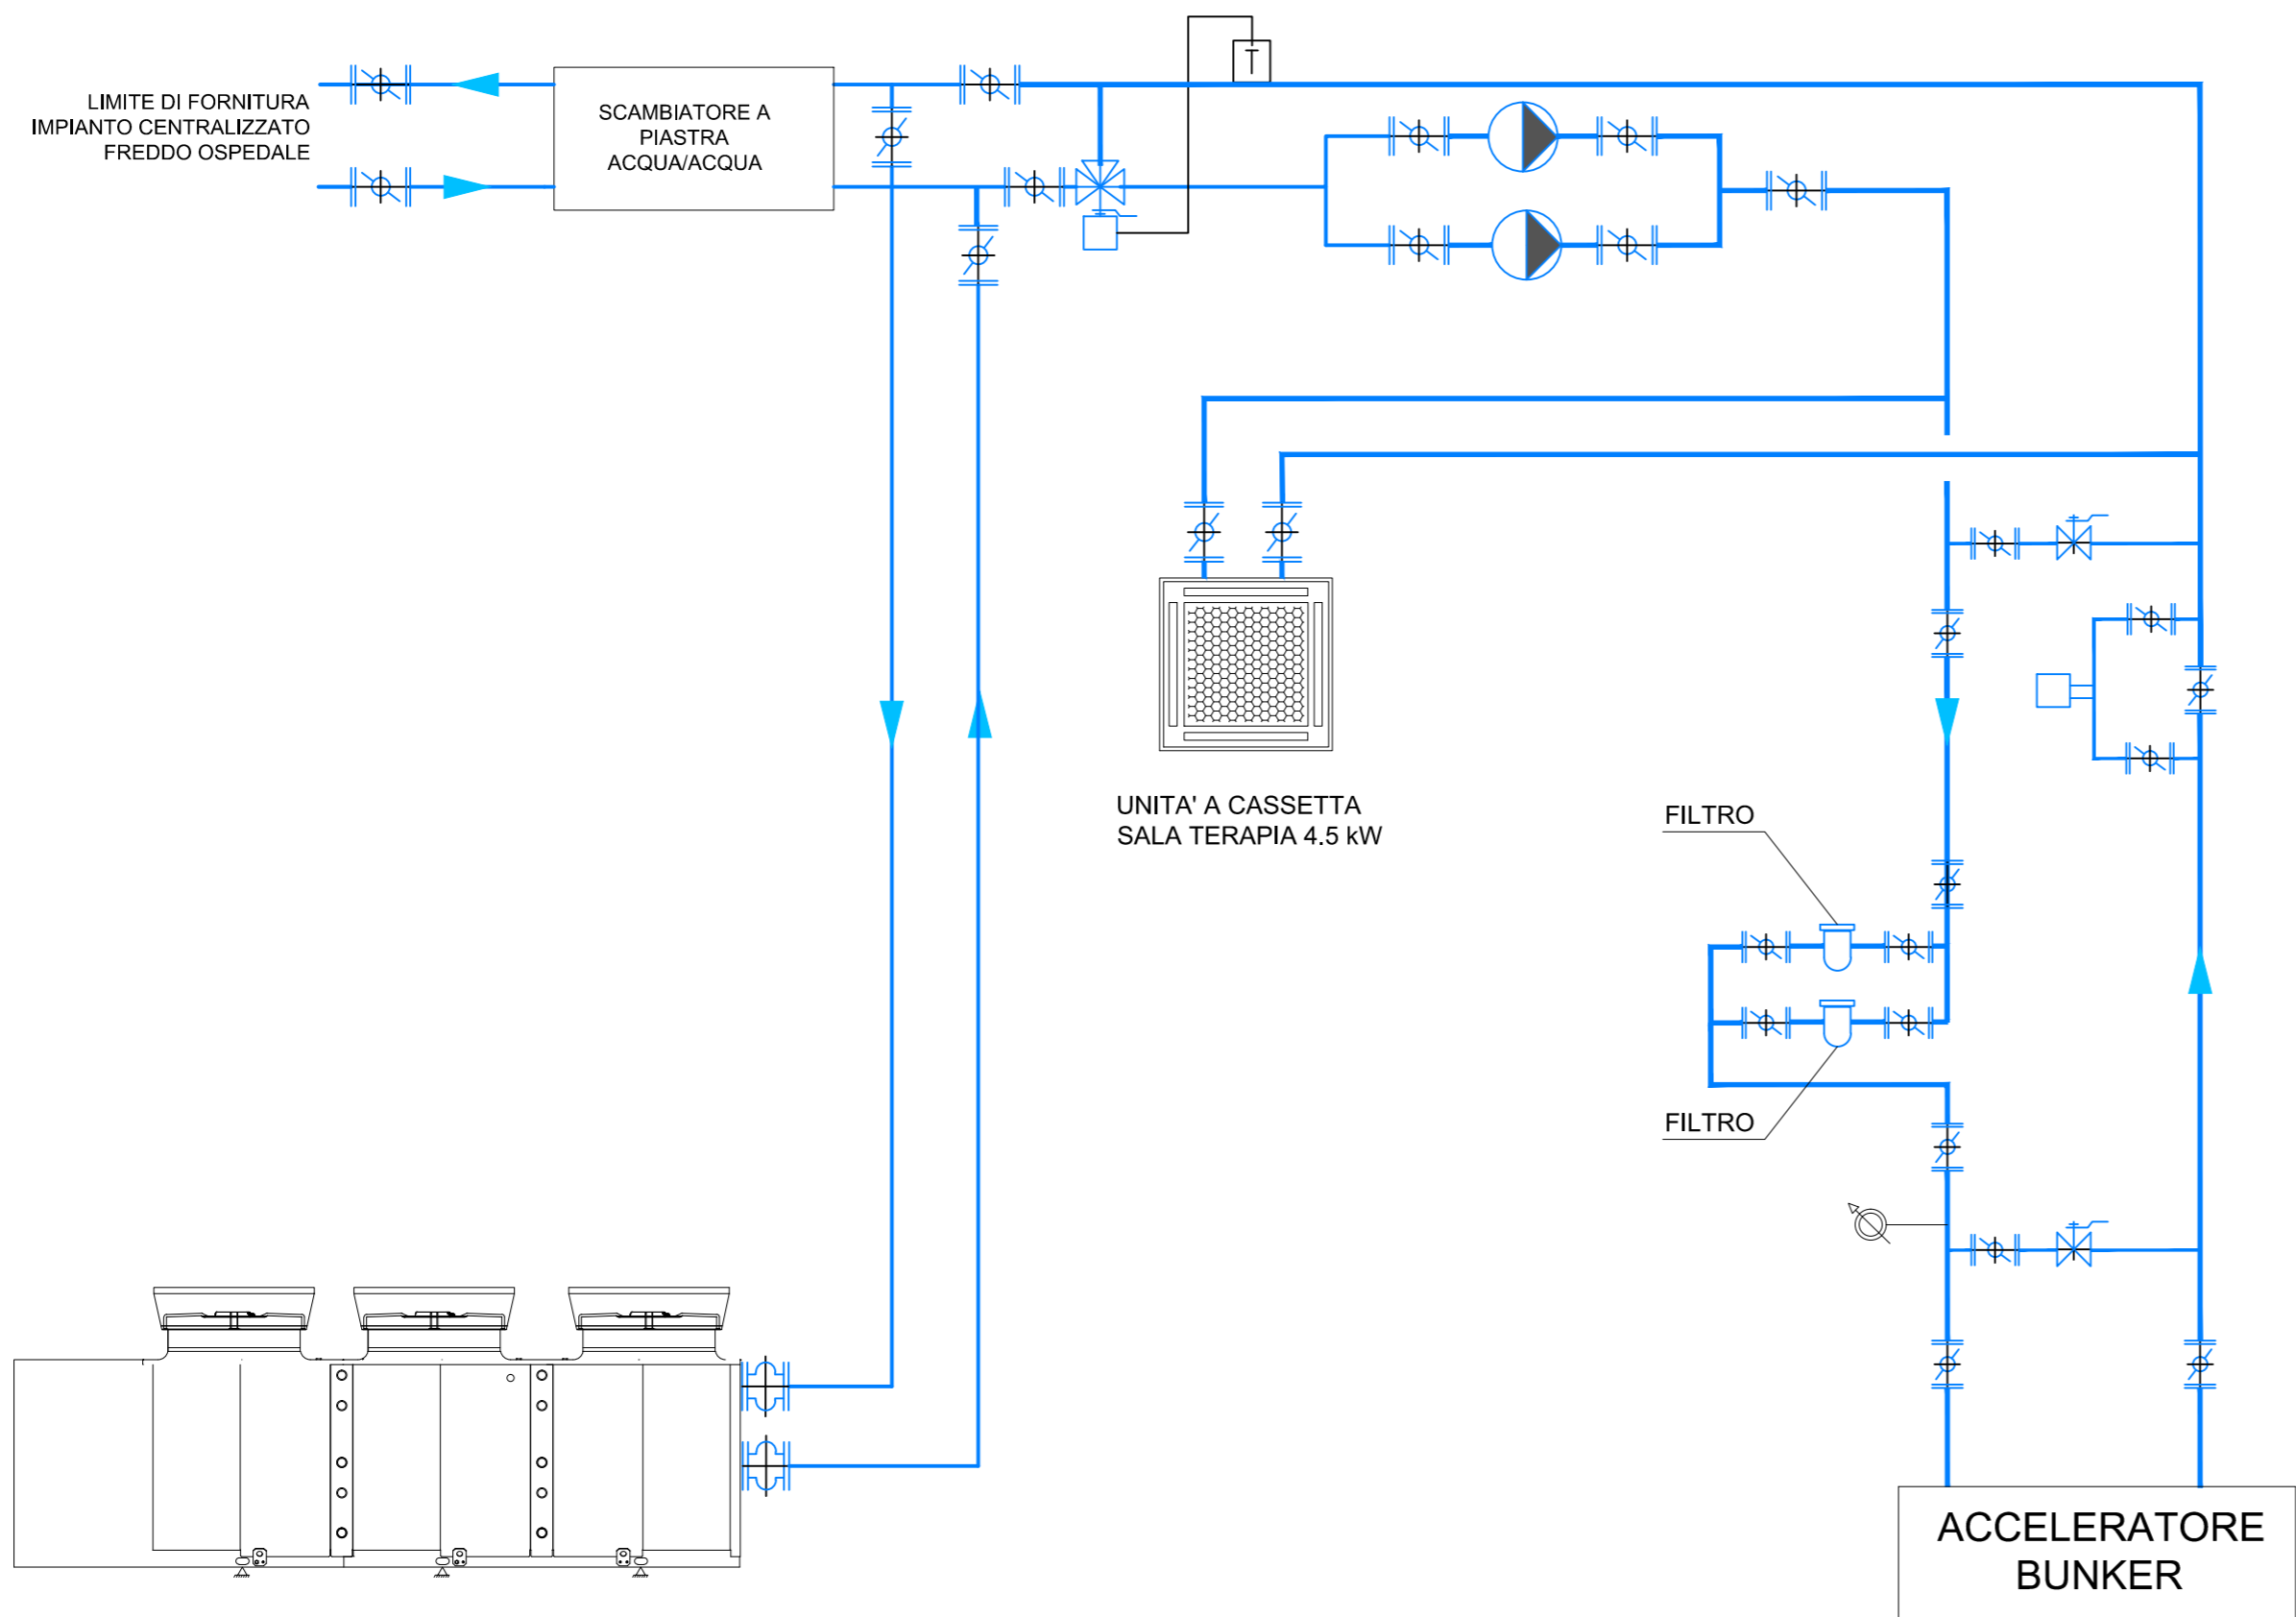 LIMITE DI FORNITURA
IMPIANTO CENTRALIZZATO
FREDDO OSPEDALE
SCAMBIATORE A
PIASTRA
ACQUA/ACQUA
T
UNITA' A CASSETTA
SALA TERAPIA 4.5 kW
FILTRO
FILTRO
ACCELERATORE
BUNKER